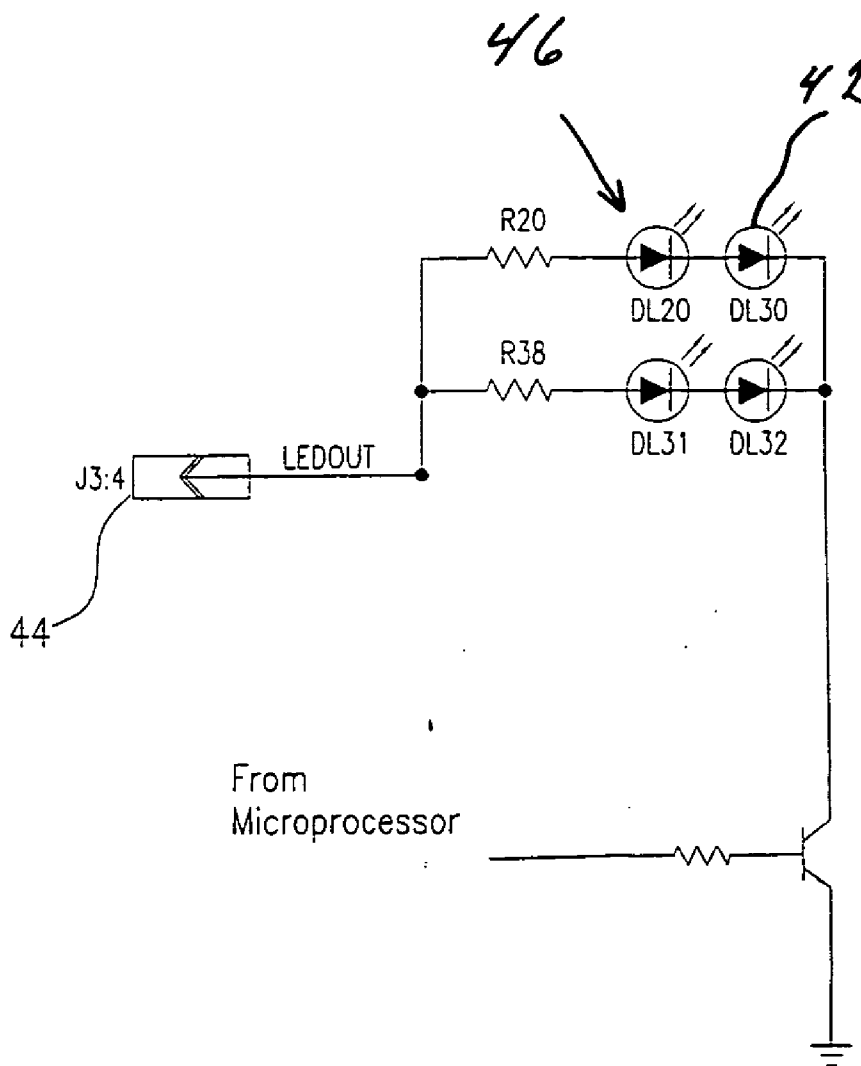 46
42
R20
DL20
DL30
R38
DL31
DL32
J3:4
LEDOUT
44
From
Microprocessor